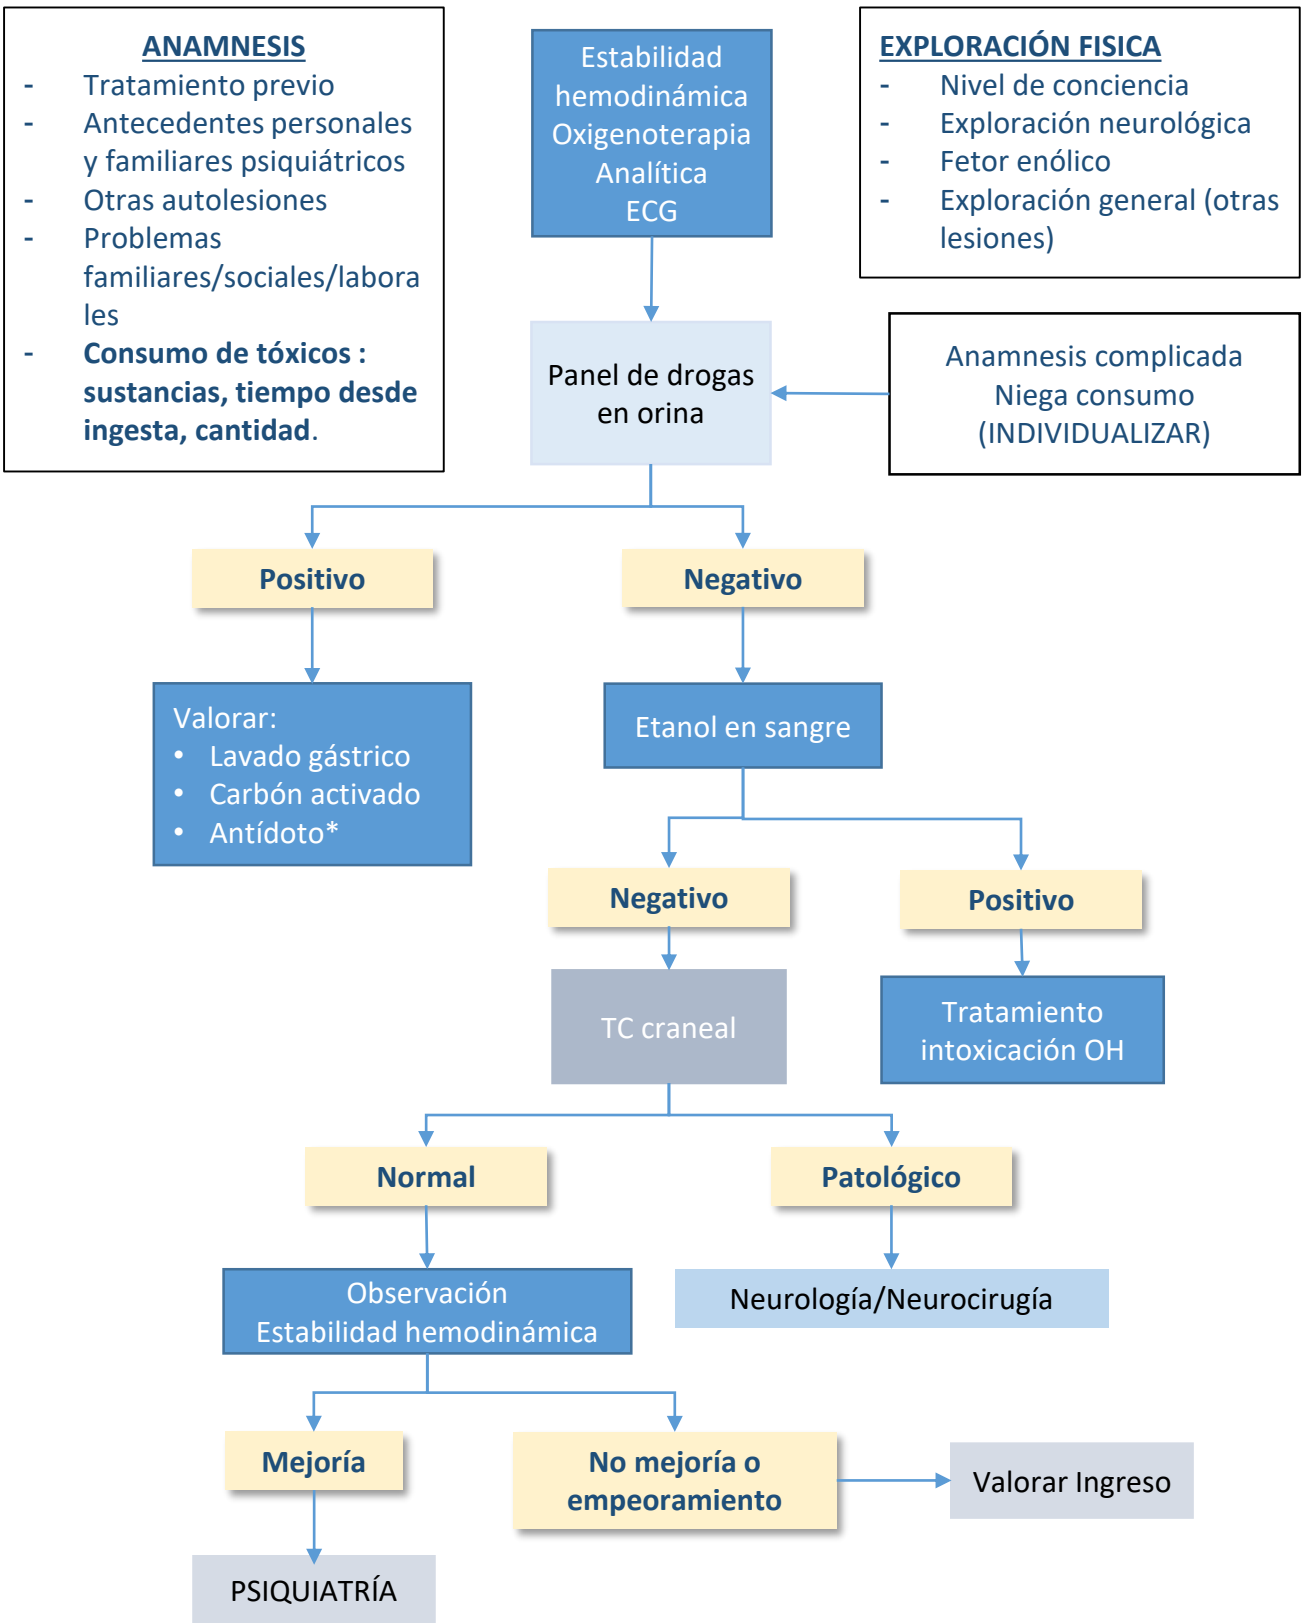 ANAMNESIS
- Tratamiento previo
- Antecedentes personales
y familiares psiquiátricos
- Otras autolesiones
- Problemas
familiares/sociales/labora
les
- Consumo de tóxicos :
sustancias, tiempo desde
ingesta, cantidad.
Estabilidad
hemodinámica
Oxigenoterapia
Analítica
ECG
EXPLORACIÓN FISICA
- Nivel de conciencia
- Exploración neurológica
- Fetor enólico
- Exploración general (otras
lesiones)
Panel de drogas
en orina
Anamnesis complicada
Niega consumo
(INDIVIDUALIZAR)
Positivo
Negativo
Valorar:
• Lavado gástrico
• Carbón activado
• Antídoto*
Etanol en sangre
Negativo
Positivo
TC craneal
Tratamiento
intoxicación OH
Normal
Patológico
Observación
Estabilidad hemodinámica
Neurología/Neurocirugía
Mejoría
No mejoría o
empeoramiento
Valorar Ingreso
PSIQUIATRÍA